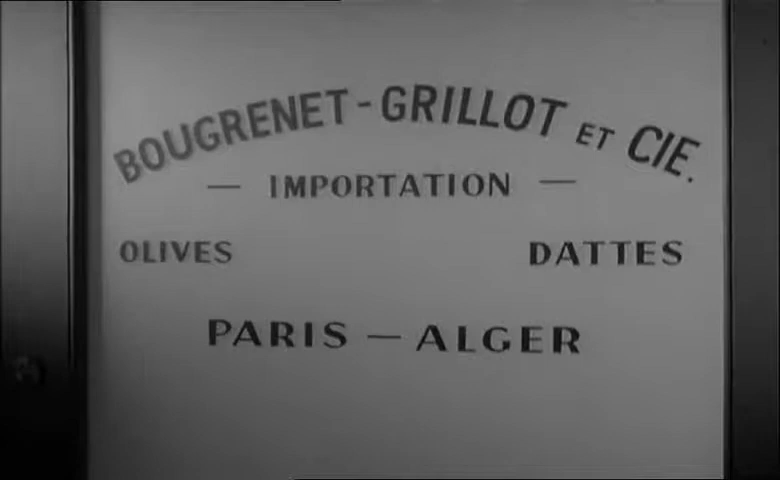 BOUGRENET-GRILLOT ET CIE.
— IMPORTATION —
OLIVES DATTES
PARIS — ALGER